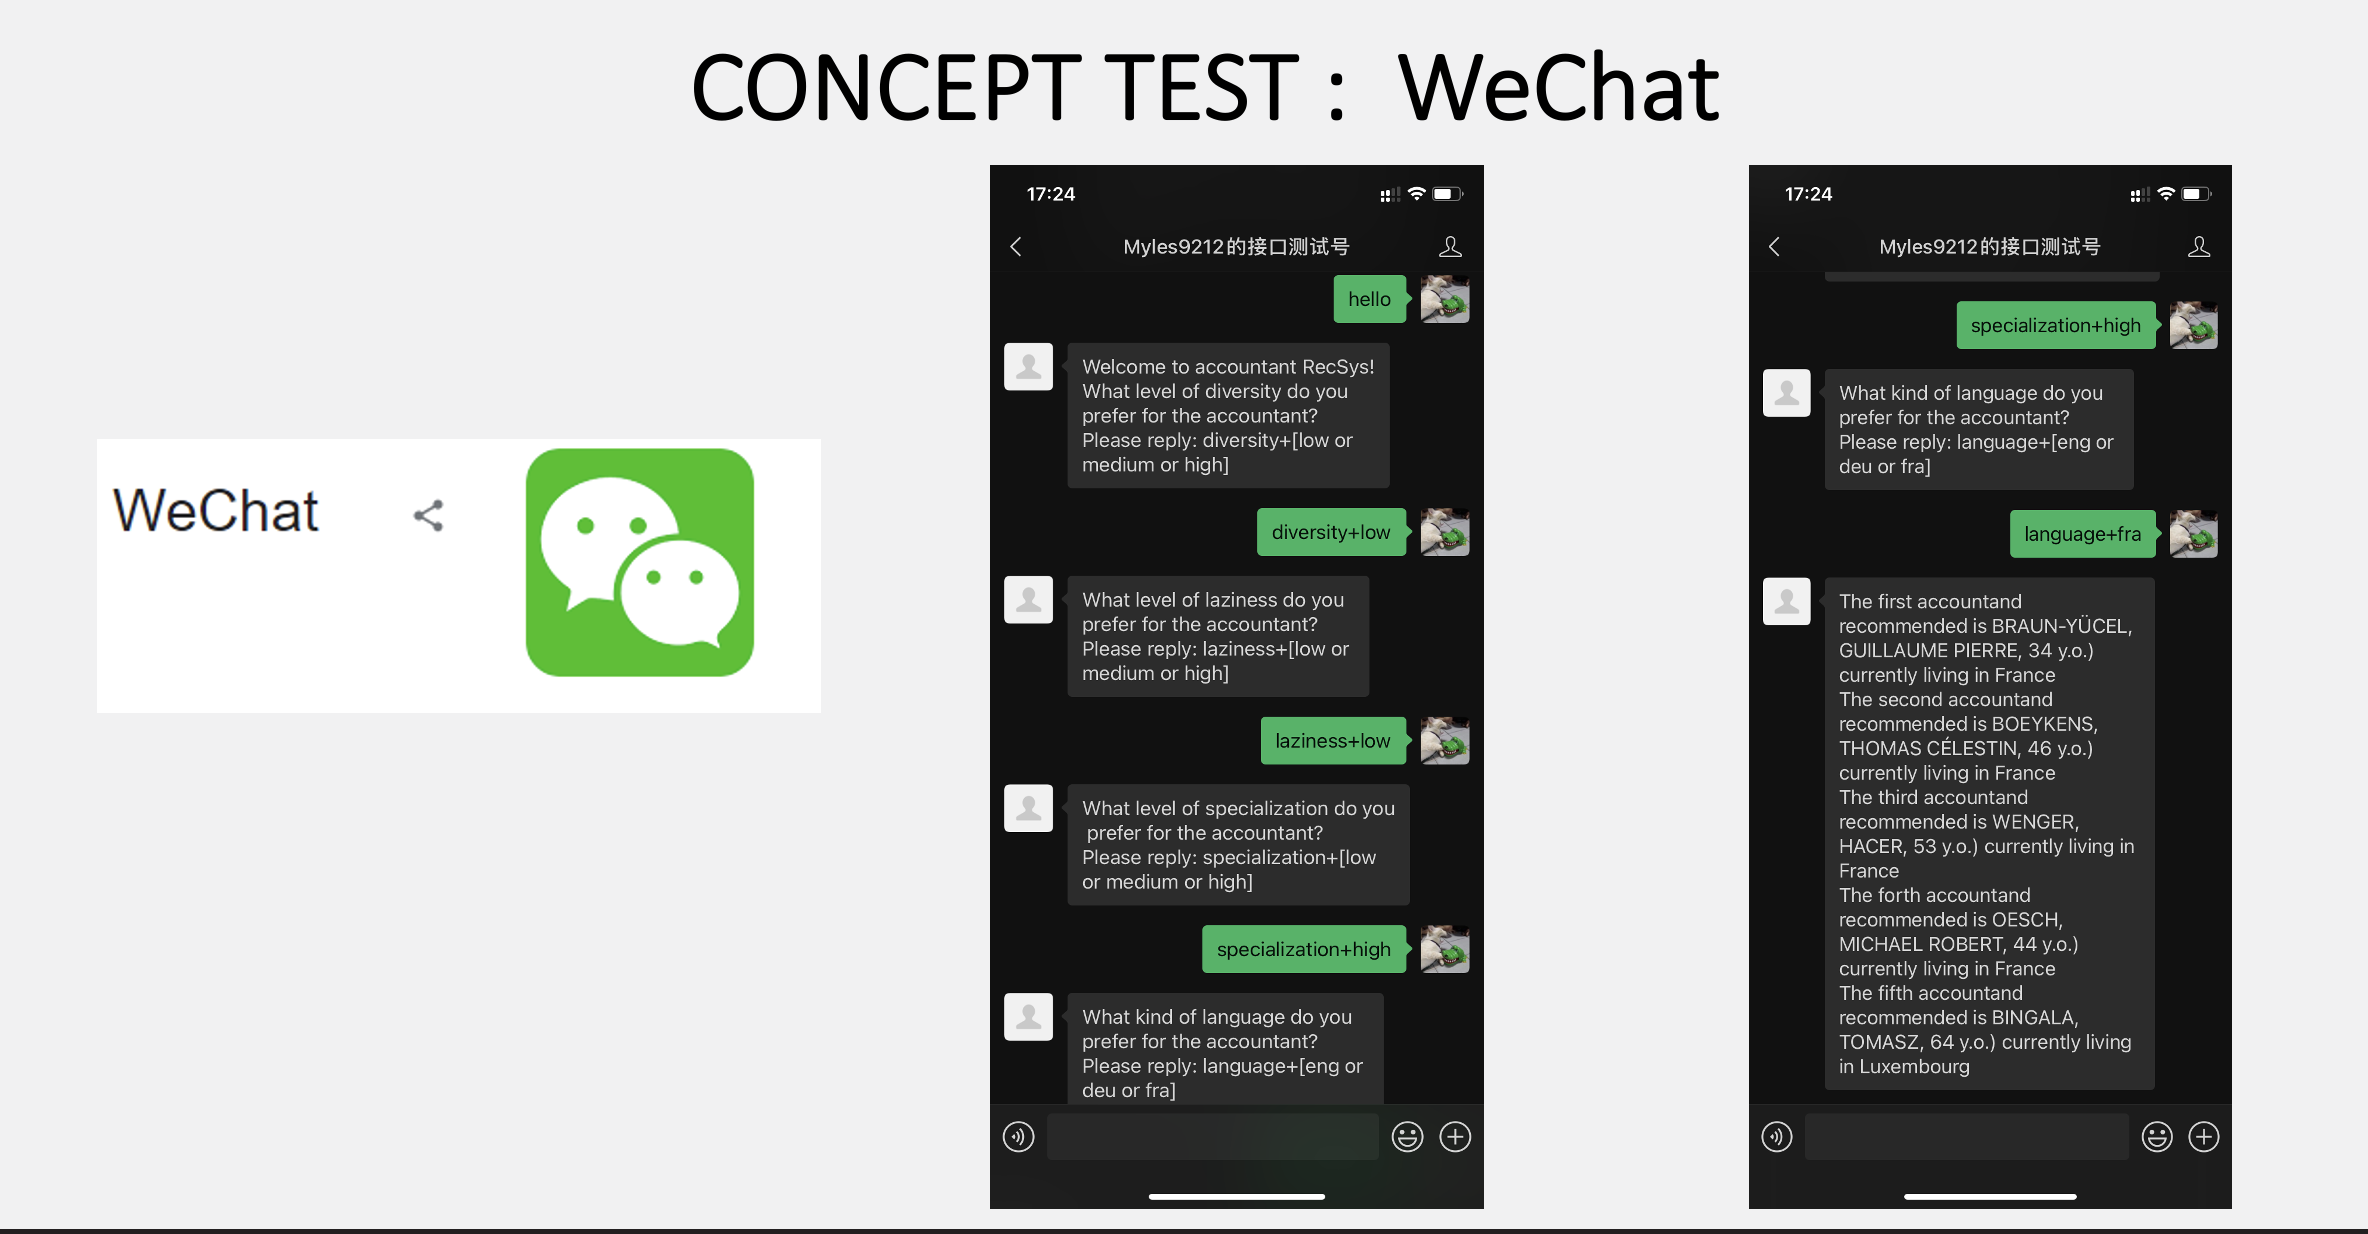 CONCEPT TEST :  WeChat
WeChat
17:24
Myles9212的接口测试号
hello
Welcome to accountant RecSys!
What level of diversity do you
prefer for the accountant?
Please reply: diversity+[low or
medium or high]
diversity+low
What level of laziness do you
prefer for the accountant?
Please reply: laziness+[low or
medium or high]
laziness+low
What level of specialization do you
prefer for the accountant?
Please reply: specialization+[low
or medium or high]
specialization+high
What kind of language do you
prefer for the accountant?
Please reply: language+[eng or
deu or fra]
17:24
Myles9212的接口测试号
specialization+high
What kind of language do you
prefer for the accountant?
Please reply: language+[eng or
deu or fra]
language+fra
The first accountand
recommended is BRAUN-YÜCEL,
GUILLAUME PIERRE, 34 y.o.)
currently living in France
The second accountand
recommended is BOEYKENS,
THOMAS CÉLESTIN, 46 y.o.)
currently living in France
The third accountand
recommended is WENGER,
HACER, 53 y.o.) currently living in
France
The forth accountand
recommended is OESCH,
MICHAEL ROBERT, 44 y.o.)
currently living in France
The fifth accountand
recommended is BINGALA,
TOMASZ, 64 y.o.) currently living
in Luxembourg